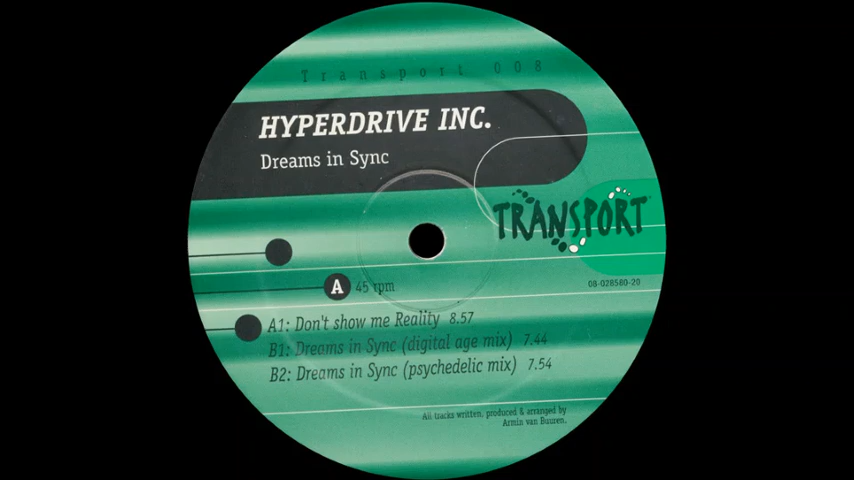 Transport 008
HYPERDRIVE INC.
Dreams in Sync
TRANSPORT
08-028580-20
A 45 rpm
A1: Don't show me Reality 8.57
B1: Dreams in Sync (digital age mix) 7.44
B2: Dreams in Sync (psychedelic mix) 7.54
All tracks written, produced & arranged by
Armin van Buuren.